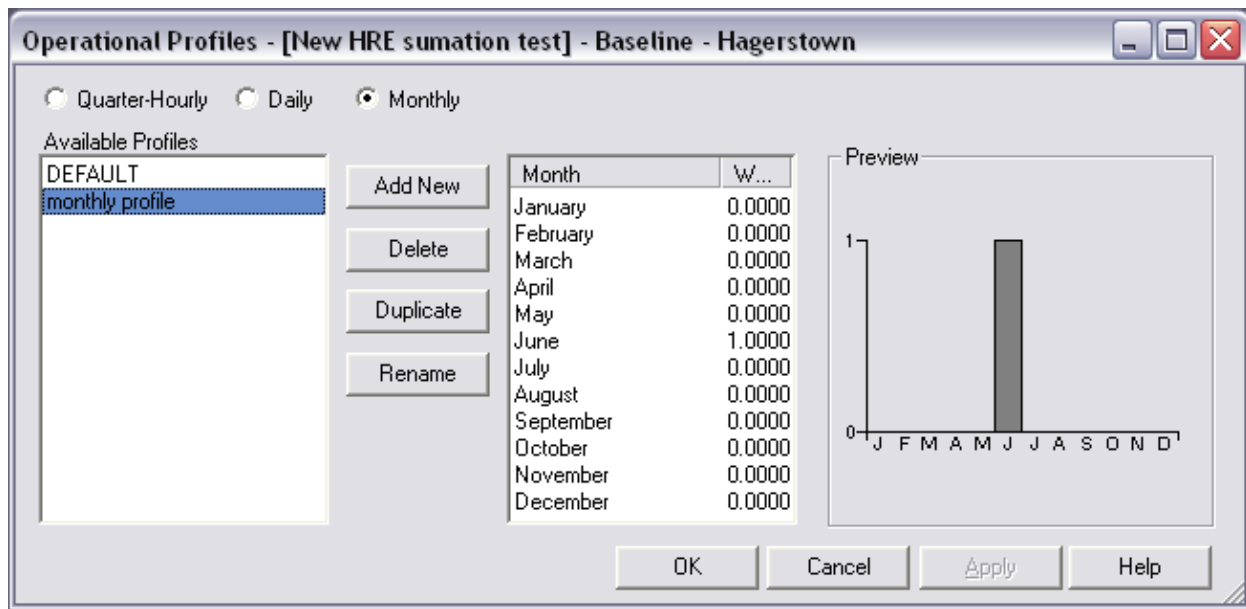 Operational Profiles - [New HRE sumation test] - Baseline - Hagerstown
Quarter-Hourly Daily Monthly
Available Profiles
DEFAULT
monthly profile
Add New
Delete
Duplicate
Rename
Month W...
January 0.0000
February 0.0000
March 0.0000
April 0.0000
May 0.0000
June 1.0000
July 0.0000
August 0.0000
September 0.0000
October 0.0000
November 0.0000
December 0.0000
Preview
1
0
J F M A M J J A S O N D
OK Cancel Apply Help